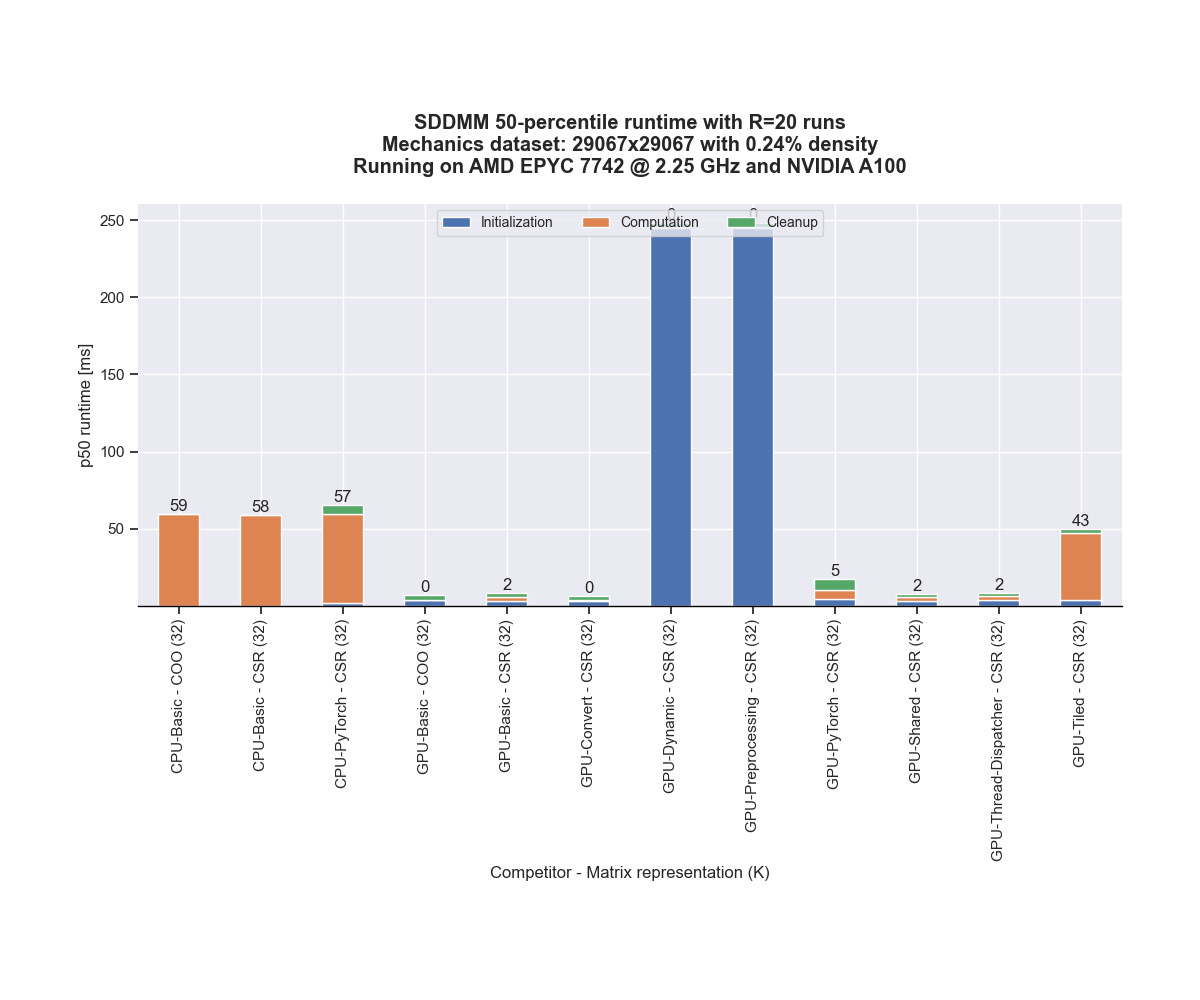 SDDMM 50-percentile runtime with R=20 runs
Mechanics dataset: 29067x29067 with 0.24% density
Running on AMD EPYC 7742 @ 2.25 GHz and NVIDIA A100
Initialization Computation Cleanup
p50 runtime [ms]
250
200
150
100
50
59
58
57
0
2
0
0
0
5
2
2
43
CPU-Basic - COO (32)
CPU-Basic - CSR (32)
CPU-PyTorch - CSR (32)
GPU-Basic - COO (32)
GPU-Basic - CSR (32)
GPU-Convert - CSR (32)
GPU-Dynamic - CSR (32)
GPU-Preprocessing - CSR (32)
GPU-PyTorch - CSR (32)
GPU-Shared - CSR (32)
GPU-Thread-Dispatcher - CSR (32)
GPU-Tiled - CSR (32)
Competitor - Matrix representation (K)